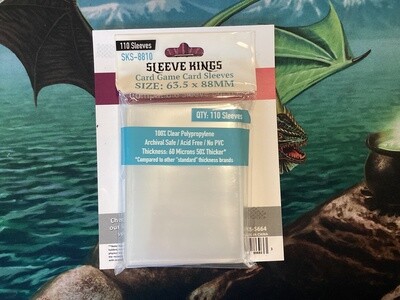 110 Sleeves
SKS-8810
SLEEVE KINGS
Card Game Card Sleeves
SIZE: 63.5 x 88MM
QTY: 110 Sleeves
100% Clear Polypropylene
Archival Safe / Acid Free / No PVC
Thickness: 60 Microns 50% Thicker*
*Compared to other "standard" thickness brands